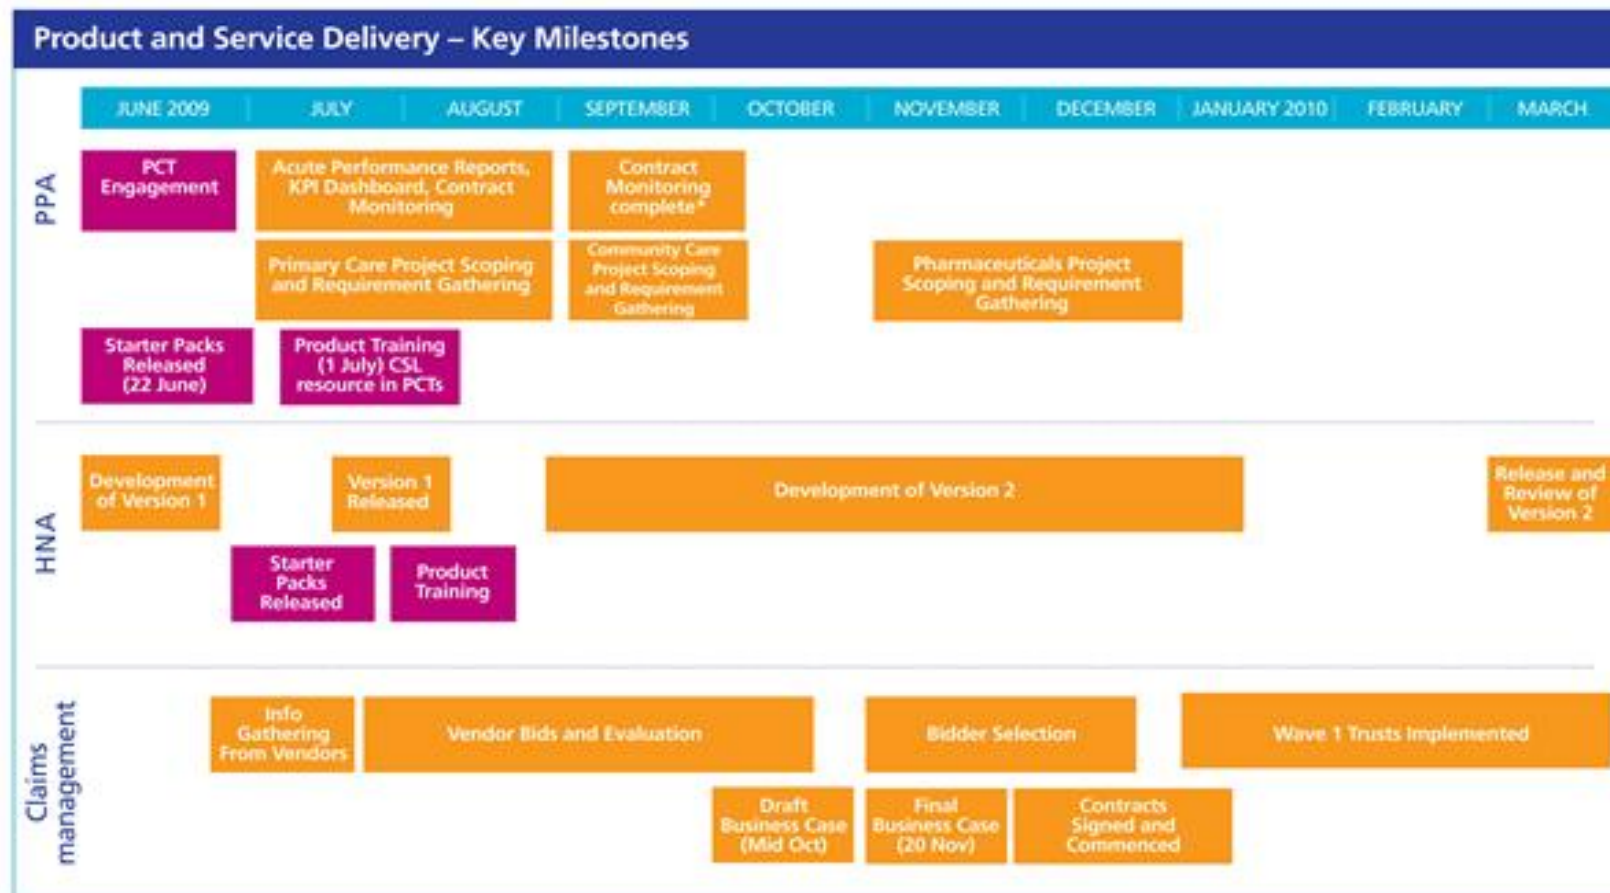 Product and Service Delivery – Key Milestones
JUNE 2009
JULY
AUGUST
SEPTEMBER
OCTOBER
NOVEMBER
DECEMBER
JANUARY 2010
FEBRUARY
MARCH
PPA
PCT
Engagement
Acute Performance Reports,
KPI Dashboard, Contract
Monitoring
Contract
Monitoring
complete*
Primary Care Project Scoping
and Requirement Gathering
Community Care
Project Scoping
and Requirement
Gathering
Pharmaceuticals Project
Scoping and Requirement
Gathering
Starter Packs
Released
(22 June)
Product Training
(1 July) CSL
resource in PCTs
HNA
Development
of Version 1
Version 1
Released
Development of Version 2
Release and
Review of
Version 2
Starter
Packs
Released
Product
Training
Claims
management
Info
Gathering
From Vendors
Vendor Bids and Evaluation
Bidder Selection
Wave 1 Trusts Implemented
Draft
Business Case
(Mid Oct)
Final
Business Case
(20 Nov)
Contracts
Signed and
Commenced